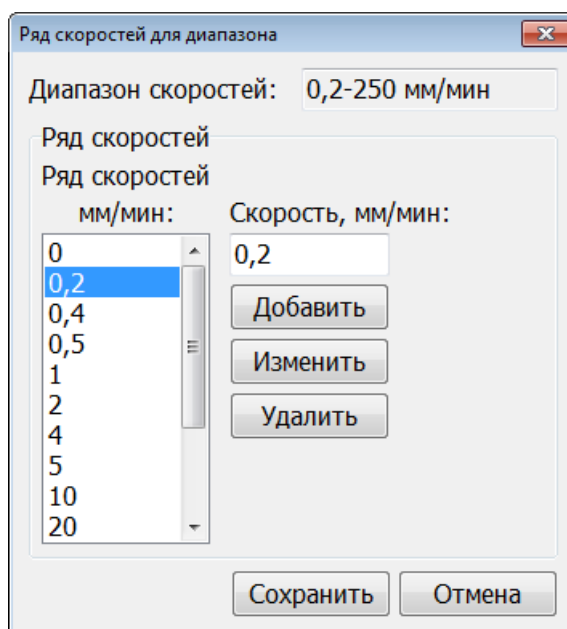 Ряд скоростей для диапазона
Диапазон скоростей: 0,2-250 мм/мин
Ряд скоростей
Ряд скоростей
мм/мин:
Скорость, мм/мин:
0
0,2
0,4
0,5
1
2
4
5
10
20
0,2
Добавить
Изменить
Удалить
Сохранить
Отмена